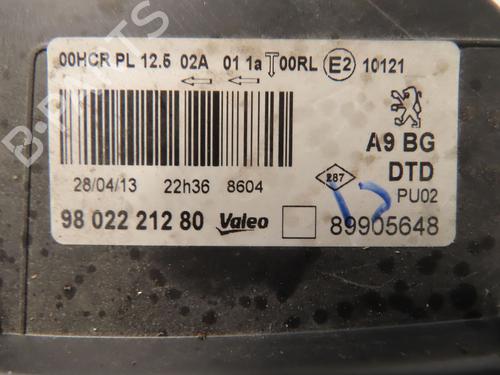 00HCR PL 12.5 02A 01 1a 00RL E2 10121
A9 BG
DTD
28/04/13 22h36 8604
287
PU02
98 022 212 80 Valeo 89905648
B-PARTS